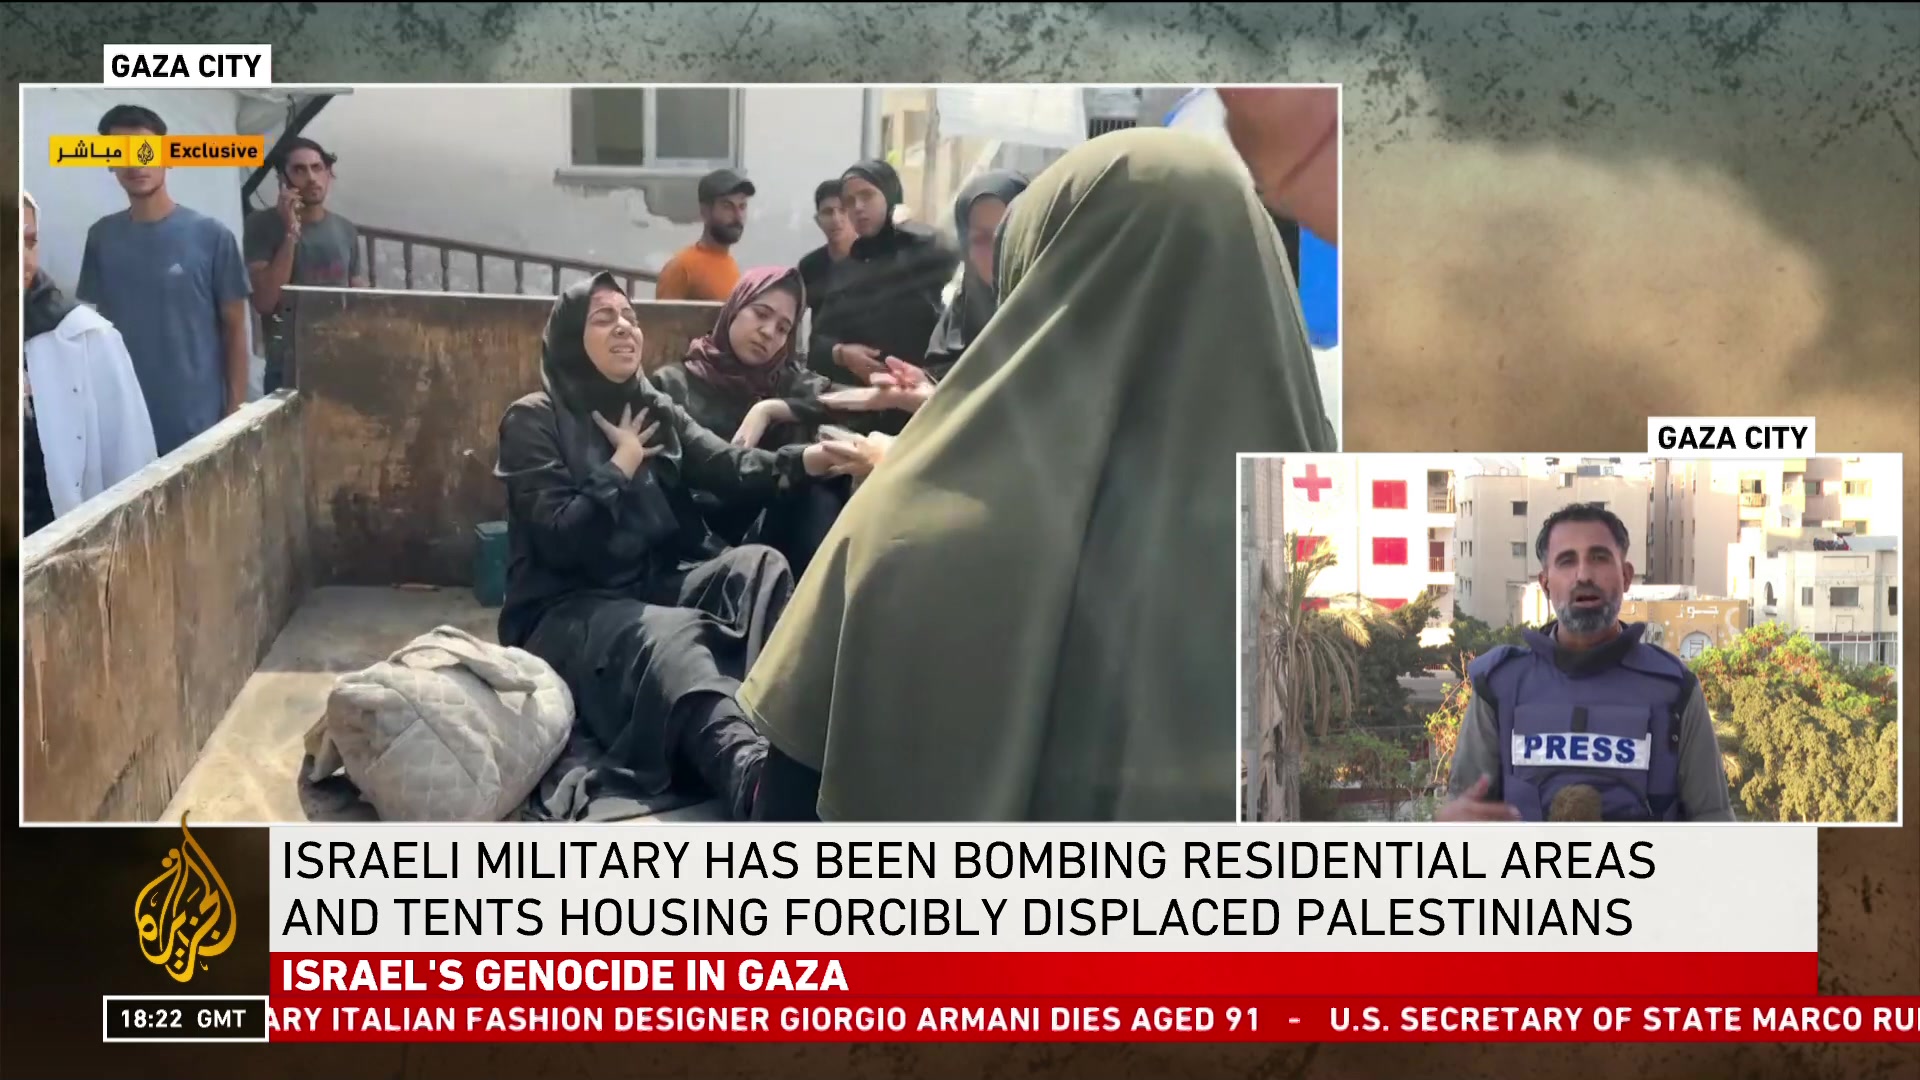 GAZA CITY
مباشر Exclusive
GAZA CITY
PRESS
ISRAELI MILITARY HAS BEEN BOMBING RESIDENTIAL AREAS
AND TENTS HOUSING FORCIBLY DISPLACED PALESTINIANS
الجزيرة
ISRAEL'S GENOCIDE IN GAZA
18:22 GMT
ARY ITALIAN FASHION DESIGNER GIORGIO ARMANI DIES AGED 91 - U.S. SECRETARY OF STATE MARCO RU